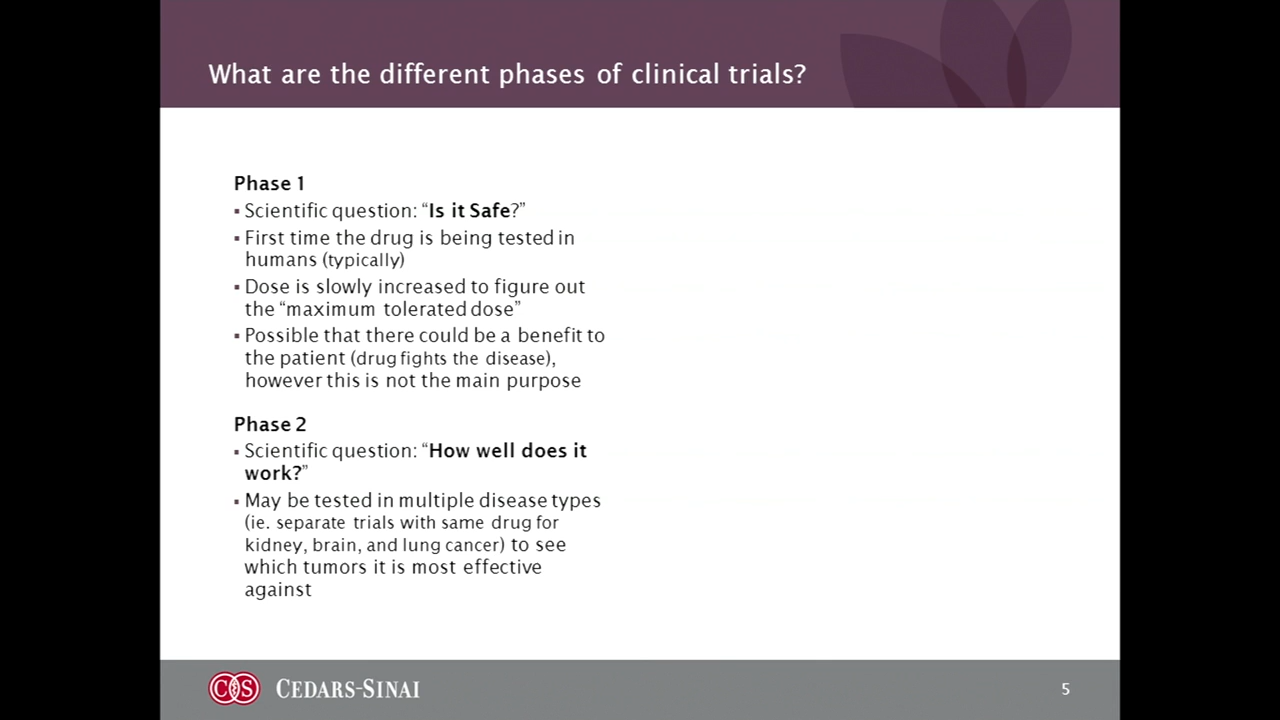 What are the different phases of clinical trials?
Phase 1
▪ Scientific question: “Is it Safe?”
▪ First time the drug is being tested in
humans (typically)
▪ Dose is slowly increased to figure out
the “maximum tolerated dose”
▪ Possible that there could be a benefit to
the patient (drug fights the disease),
however this is not the main purpose
Phase 2
▪ Scientific question: “How well does it
work?”
▪ May be tested in multiple disease types
(ie. separate trials with same drug for
kidney, brain, and lung cancer) to see
which tumors it is most effective
against
CS CEDARS-SINAI
5